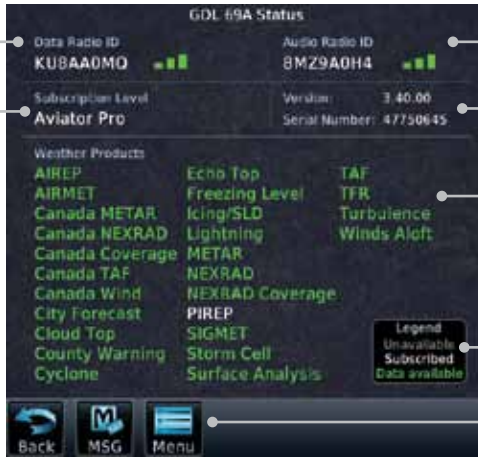 GDL 69A Status
Data Radio ID Audio Radio ID
KU8AA0MQ 8MZ9A0H4
Subscription Level Version: 3.40.00
Aviator Pro Serial Number: 47750645
Weather Products
AIREP Echo Top TAF
AIRMET Freezing Level TFR
Canada METAR Icing/SLD Turbulence
Canada NEXRAD Lightning Winds Aloft
Canada Coverage METAR
Canada TAF NEXRAD
Canada Wind NEXRAD Coverage
City Forecast PIREP
Cloud Top SIGMET
County Warning Storm Cell
Cyclone Surface Analysis
Legend
Unavailable
Subscribed
Data available
Back MSG Menu